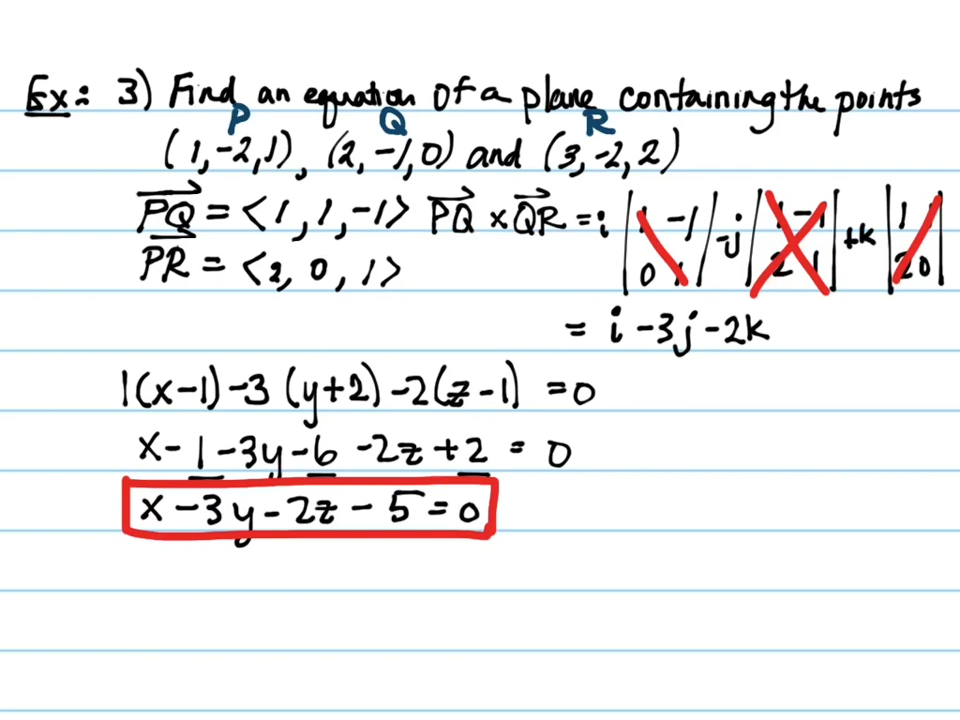 Ex: 3) Find an equation of a plane containing the points
P Q R
(1,-2,1), (2,-1,0) and (3,-2,2)
PQ = <1, 1, -1> PQ x QR = i |1 -1| -j |1 -1| +k |1 1|
PR = <2, 0, 1> |0 1| |2 1| |2 0|
= i -3j -2k
1(x-1) -3(y+2) -2(z-1) = 0
x - 1 -3y - 6 -2z + 2 = 0
x - 3y - 2z - 5 = 0